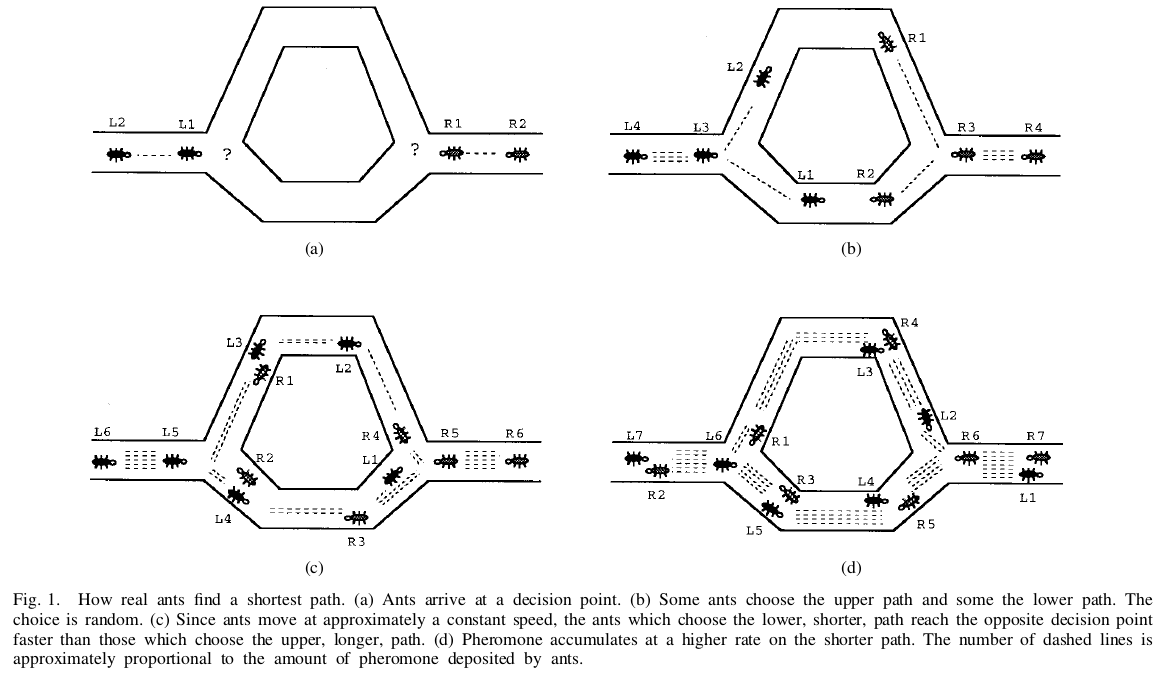 L2 L1 R1 R2
? ?
(a)
R1
L2
L4 L3 R3 R4
L1 R2
(b)
L3
L2
R1
L6 L5 R4 R5 R6
R2 L1
L4
R3
(c)
R4
L3
L2
L7 L6 R1 R6 R7
R2 R3 L4 L1
L5 R5
(d)
Fig. 1. How real ants find a shortest path. (a) Ants arrive at a decision point. (b) Some ants choose the upper path and some the lower path. The
choice is random. (c) Since ants move at approximately a constant speed, the ants which choose the lower, shorter, path reach the opposite decision point
faster than those which choose the upper, longer, path. (d) Pheromone accumulates at a higher rate on the shorter path. The number of dashed lines is
approximately proportional to the amount of pheromone deposited by ants.